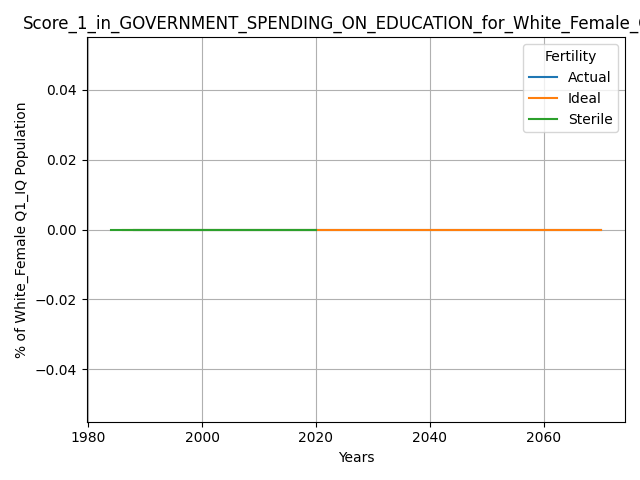 Score_1_in_GOVERNMENT_SPENDING_ON_EDUCATION_for_White_Female_
Fertility
Actual
Ideal
Sterile
% of White_Female Q1_IQ Population
0.04
0.02
0.00
−0.02
−0.04
1980 2000 2020 2040 2060
Years